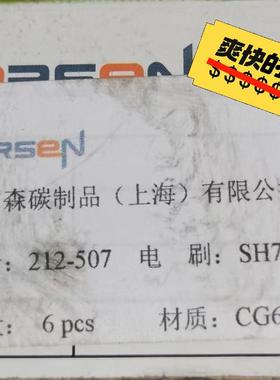 ORSEN
爽快的
$$$$$
RSEN
森碳制品（上海）有限公
：212-507 电 刷：SH7
：6 pcs 材质：CG6